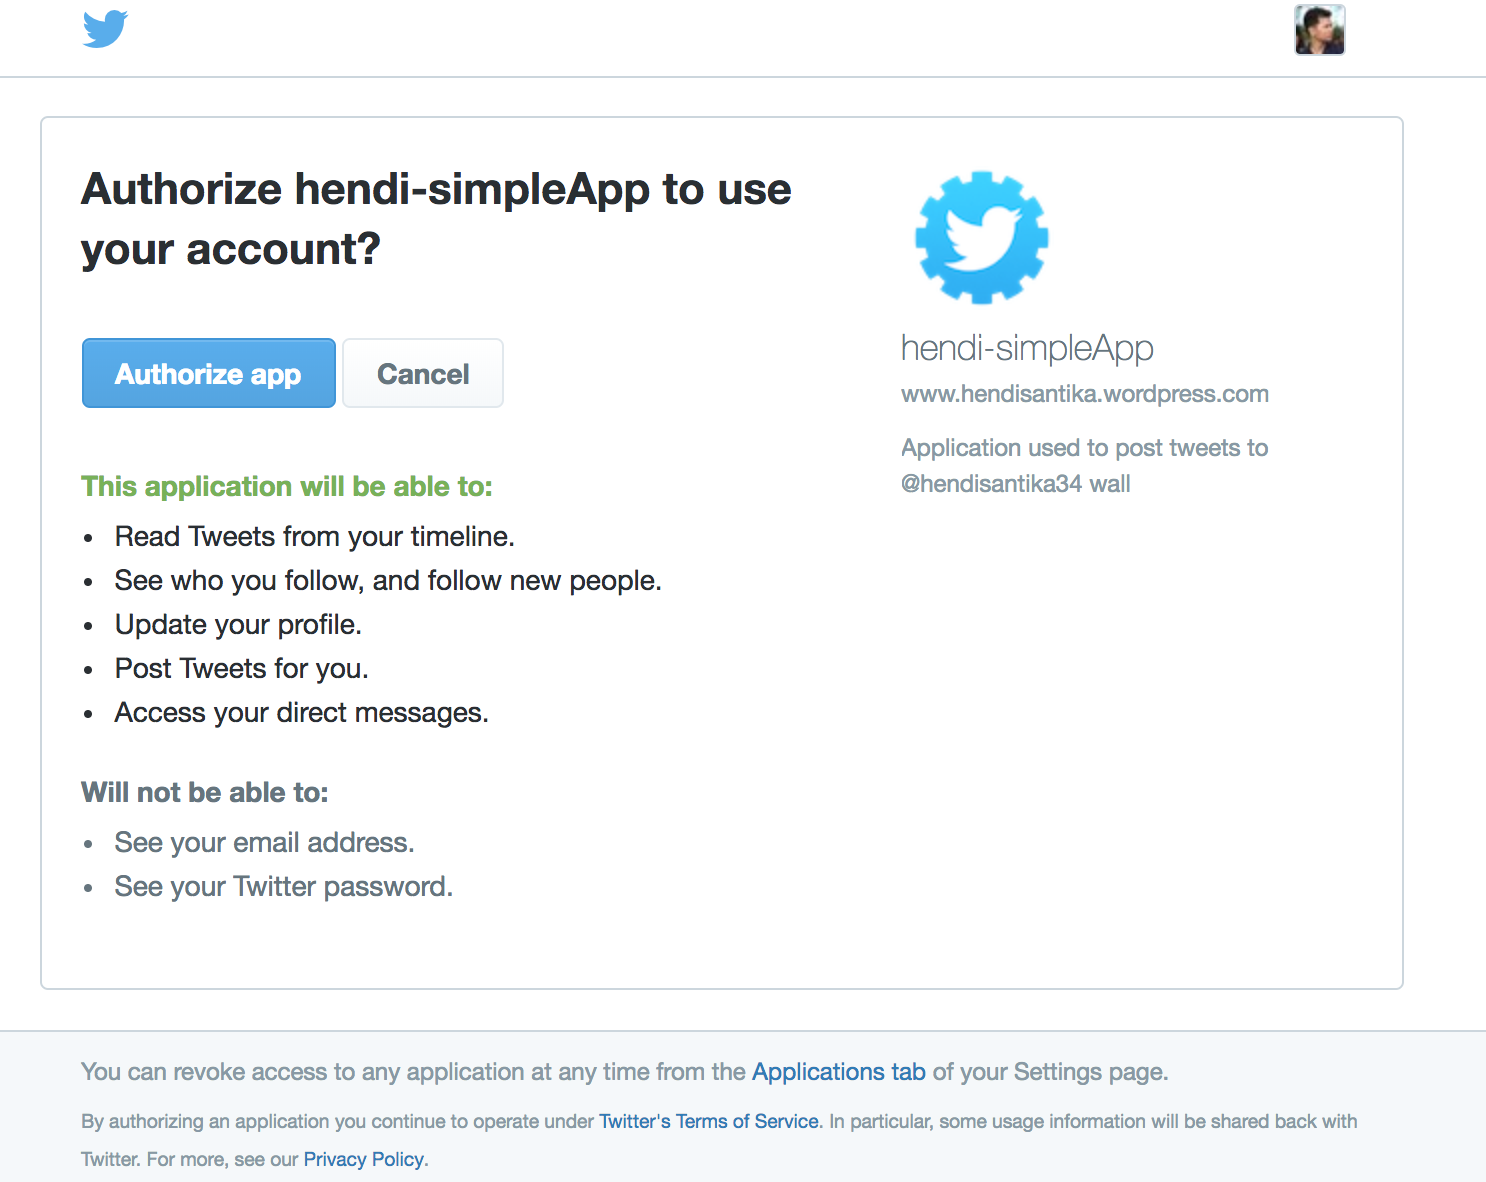 Authorize hendi-simpleApp to use
your account?
Authorize app
Cancel
This application will be able to:
• Read Tweets from your timeline.
• See who you follow, and follow new people.
• Update your profile.
• Post Tweets for you.
• Access your direct messages.
Will not be able to:
• See your email address.
• See your Twitter password.
hendi-simpleApp
www.hendisantika.wordpress.com
Application used to post tweets to
@hendisantika34 wall
You can revoke access to any application at any time from the Applications tab of your Settings page.
By authorizing an application you continue to operate under Twitter's Terms of Service. In particular, some usage information will be shared back with
Twitter. For more, see our Privacy Policy.